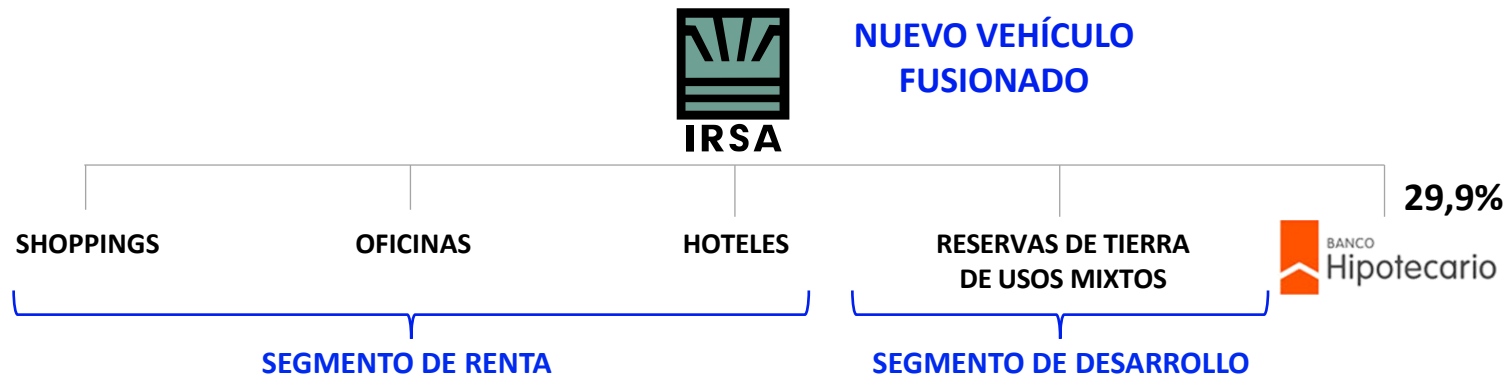 NUEVO VEHÍCULO
FUSIONADO
IRSA
29,9%
SHOPPINGS
OFICINAS
HOTELES
RESERVAS DE TIERRA
DE USOS MIXTOS
BANCO
Hipotecario
SEGMENTO DE RENTA
SEGMENTO DE DESARROLLO